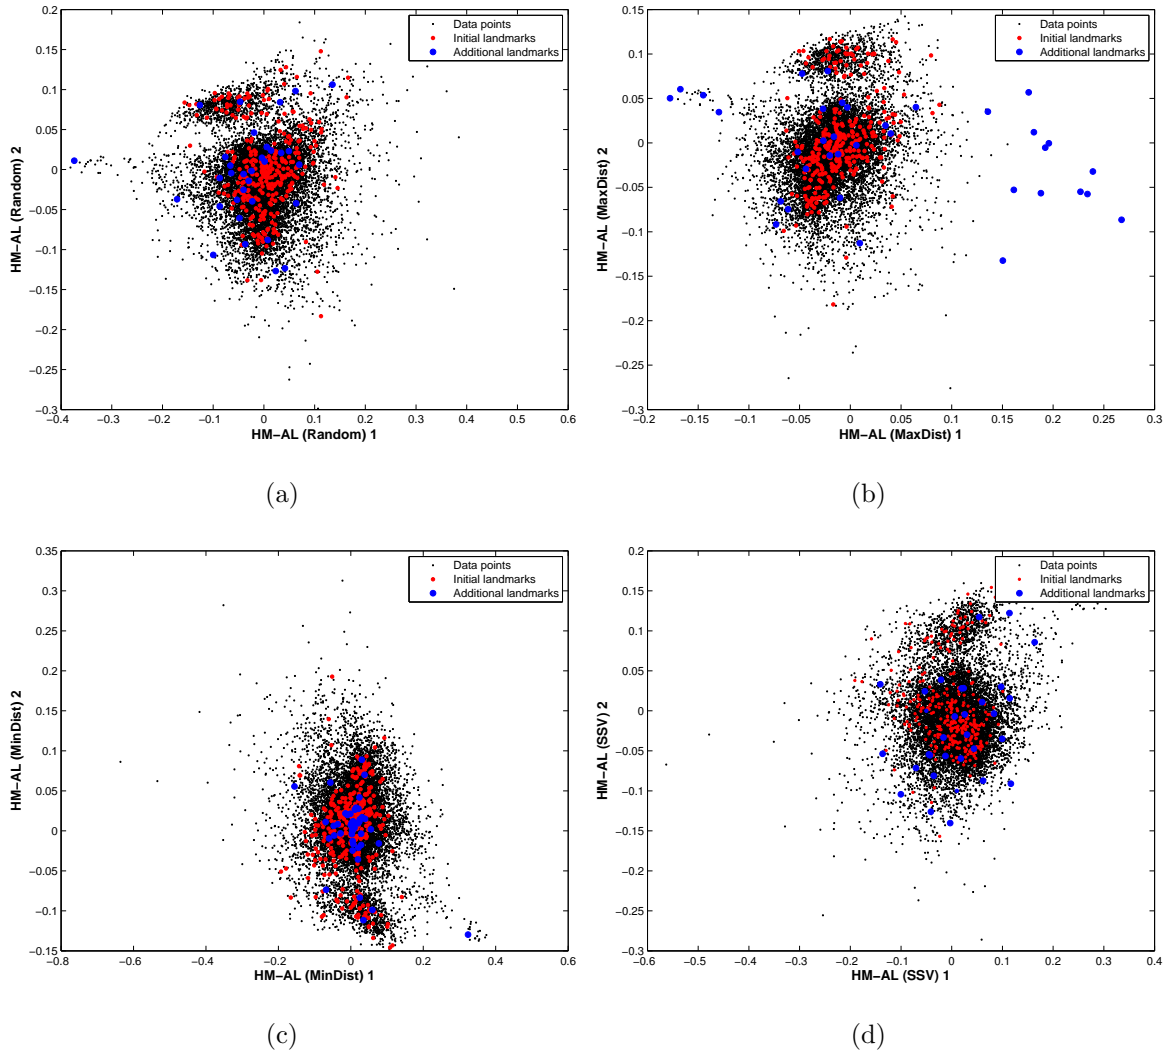 0.2
0.15
0.1
0.05
0
−0.05
−0.1
−0.15
−0.2
−0.25
−0.3
−0.4 −0.3 −0.2 −0.1 0 0.1 0.2 0.3 0.4 0.5 0.6
HM−AL (Random) 1
HM−AL (Random) 2
Data points
Initial landmarks
Additional landmarks
(a)
0.15
0.1
0.05
0
−0.05
−0.1
−0.15
−0.2
−0.25
−0.3
−0.2 −0.15 −0.1 −0.05 0 0.05 0.1 0.15 0.2 0.25 0.3
HM−AL (MaxDist) 1
HM−AL (MaxDist) 2
Data points
Initial landmarks
Additional landmarks
(b)
0.35
0.3
0.25
0.2
0.15
0.1
0.05
0
−0.05
−0.1
−0.15
−0.8 −0.6 −0.4 −0.2 0 0.2 0.4 0.6
HM−AL (MinDist) 1
HM−AL (MinDist) 2
Data points
Initial landmarks
Additional landmarks
(c)
0.2
0.15
0.1
0.05
0
−0.05
−0.1
−0.15
−0.2
−0.25
−0.3
−0.6 −0.5 −0.4 −0.3 −0.2 −0.1 0 0.1 0.2 0.3 0.4
HM−AL (SSV) 1
HM−AL (SSV) 2
Data points
Initial landmarks
Additional landmarks
(d)